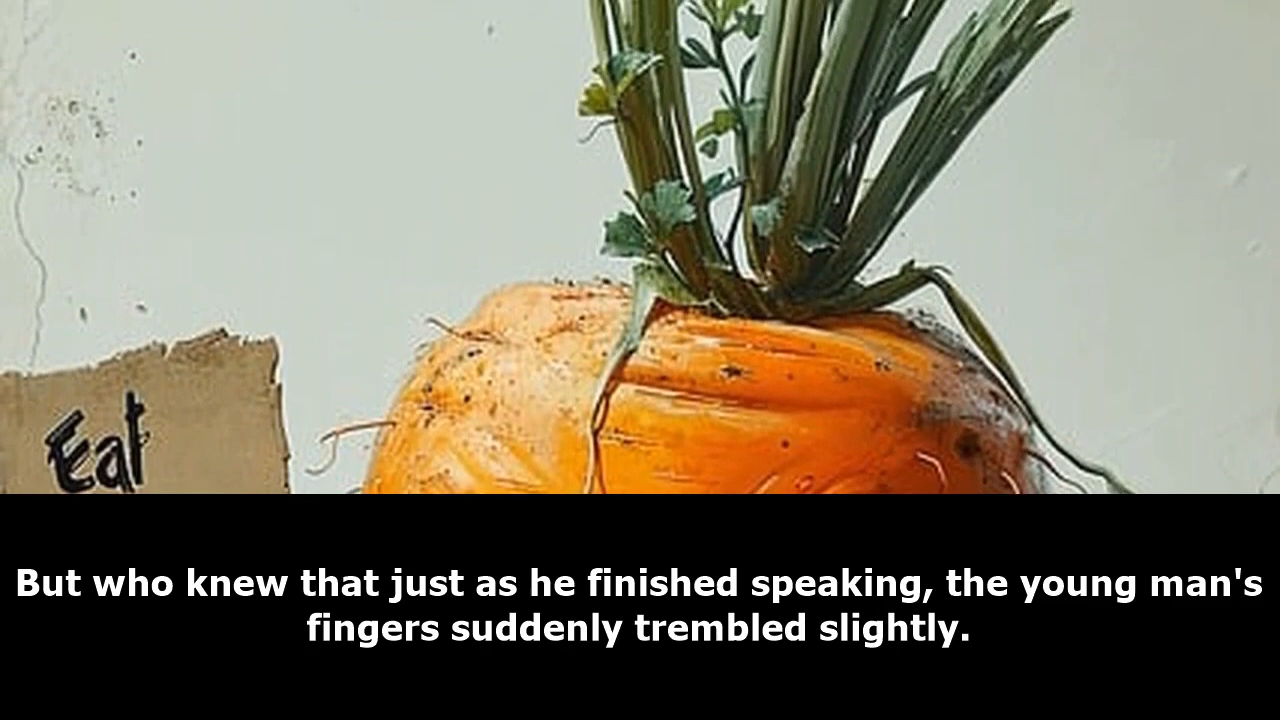 Eat
But who knew that just as he finished speaking, the young man's
fingers suddenly trembled slightly.